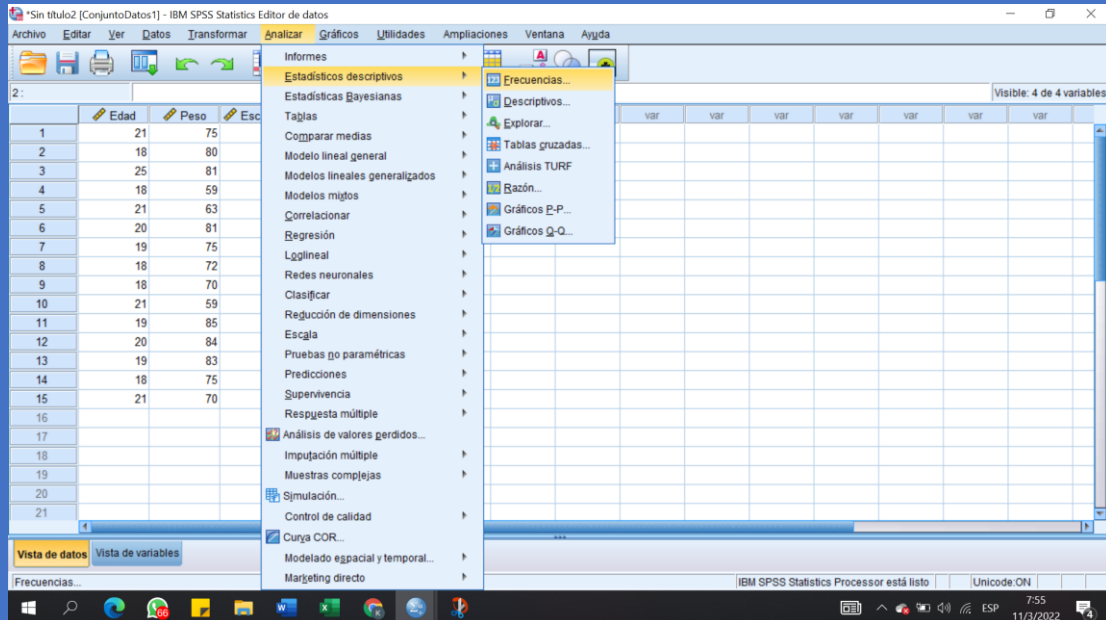 *Sin título2 [ConjuntoDatos1] - IBM SPSS Statistics Editor de datos
Archivo Editar Ver Datos Transformar Analizar Gráficos Utilidades Ampliaciones Ventana Ayuda
2 :
Visible: 4 de 4 variables
Edad Peso Esc var var var var var var var
1 21 75
2 18 80
3 25 81
4 18 59
5 21 63
6 20 81
7 19 75
8 18 72
9 18 70
10 21 59
11 19 85
12 20 84
13 19 83
14 18 75
15 21 70
16
17
18
19
20
21
Informes
Estadísticos descriptivos
Estadísticas Bayesianas
Tablas
Comparar medias
Modelo lineal general
Modelos lineales generalizados
Modelos mixtos
Correlacionar
Regresión
Loglineal
Redes neuronales
Clasificar
Reducción de dimensiones
Escala
Pruebas no paramétricas
Predicciones
Supervivencia
Respuesta múltiple
Análisis de valores perdidos...
Imputación múltiple
Muestras complejas
Simulación...
Control de calidad
Curva COR...
Modelado espacial y temporal...
Marketing directo
Frecuencias...
Descriptivos...
Explorar...
Tablas cruzadas...
Análisis TURF
Razón...
Gráficos P-P...
Gráficos Q-Q...
Vista de datos Vista de variables
Frecuencias...
IBM SPSS Statistics Processor está listo
Unicode:ON
66
ESP
7:55
11/3/2022
4